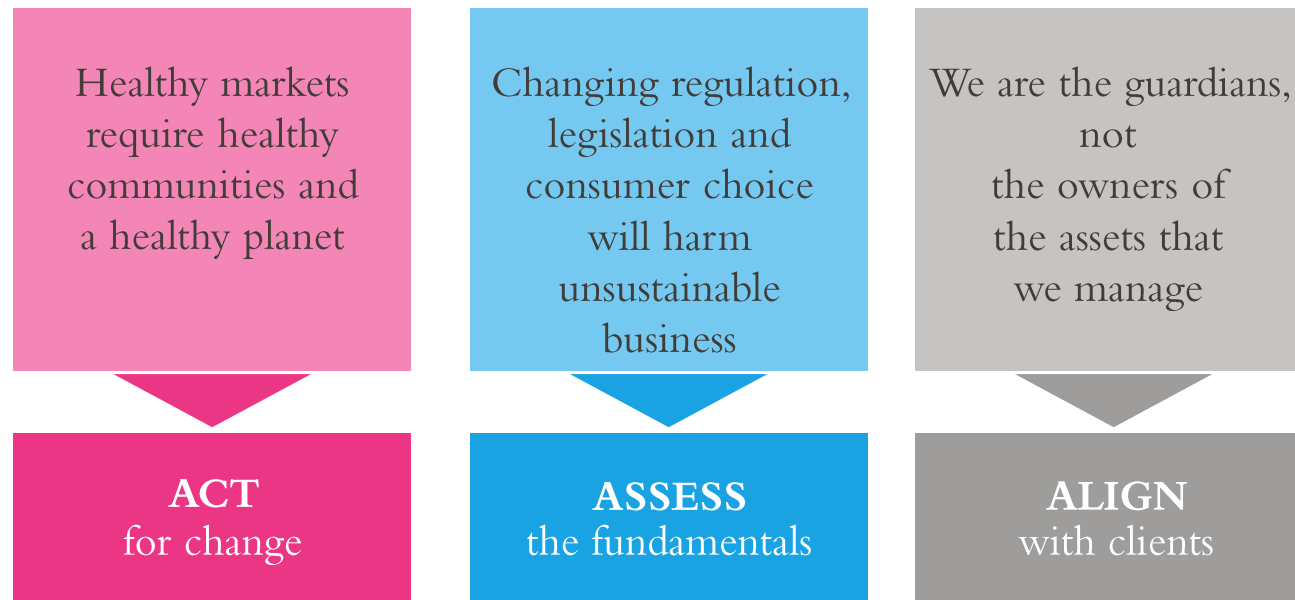 Healthy markets
require healthy
communities and
a healthy planet
ACT
for change
Changing regulation,
legislation and
consumer choice
will harm
unsustainable
business
ASSESS
the fundamentals
We are the guardians,
not
the owners of
the assets that
we manage
ALIGN
with clients